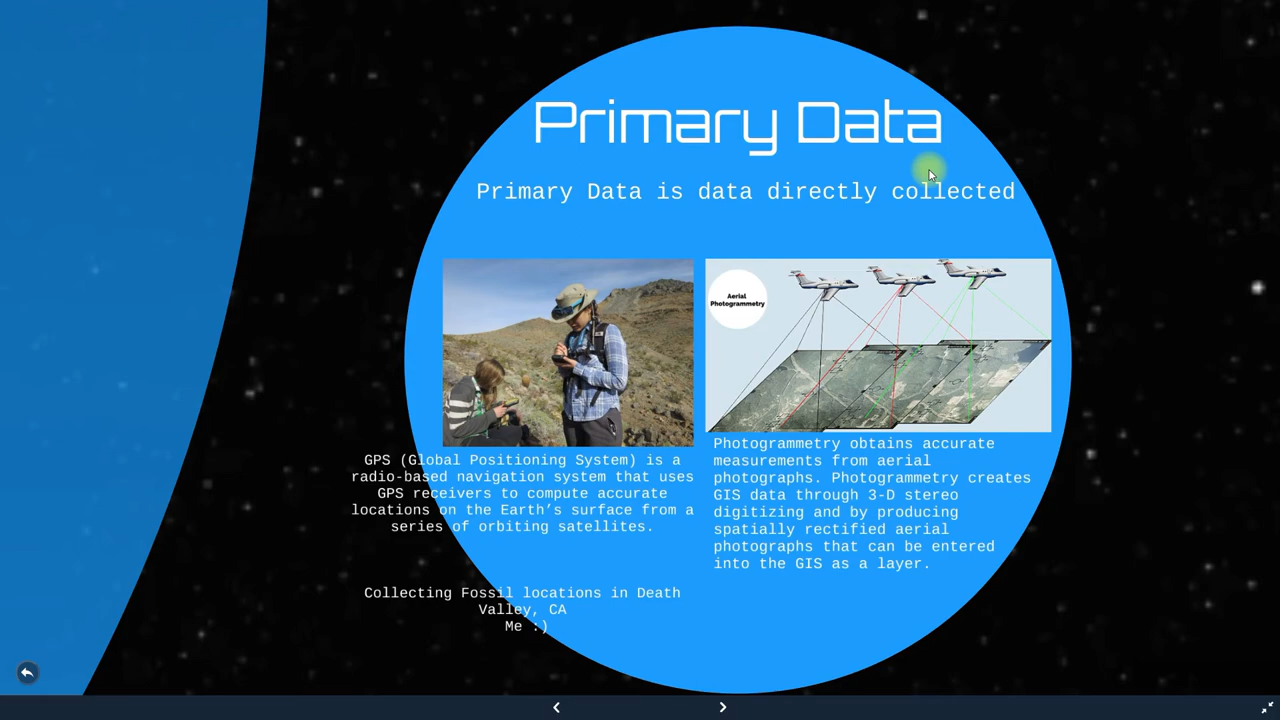 Primary Data
Primary Data is data directly collected
Aerial
Photogrammetry
GPS (Global Positioning System) is a
radio-based navigation system that uses
GPS receivers to compute accurate
locations on the Earth’s surface from a
series of orbiting satellites.
Collecting Fossil locations in Death
Valley, CA
Me :)
Photogrammetry obtains accurate
measurements from aerial
photographs. Photogrammetry creates
GIS data through 3-D stereo
digitizing and by producing
spatially rectified aerial
photographs that can be entered
into the GIS as a layer.